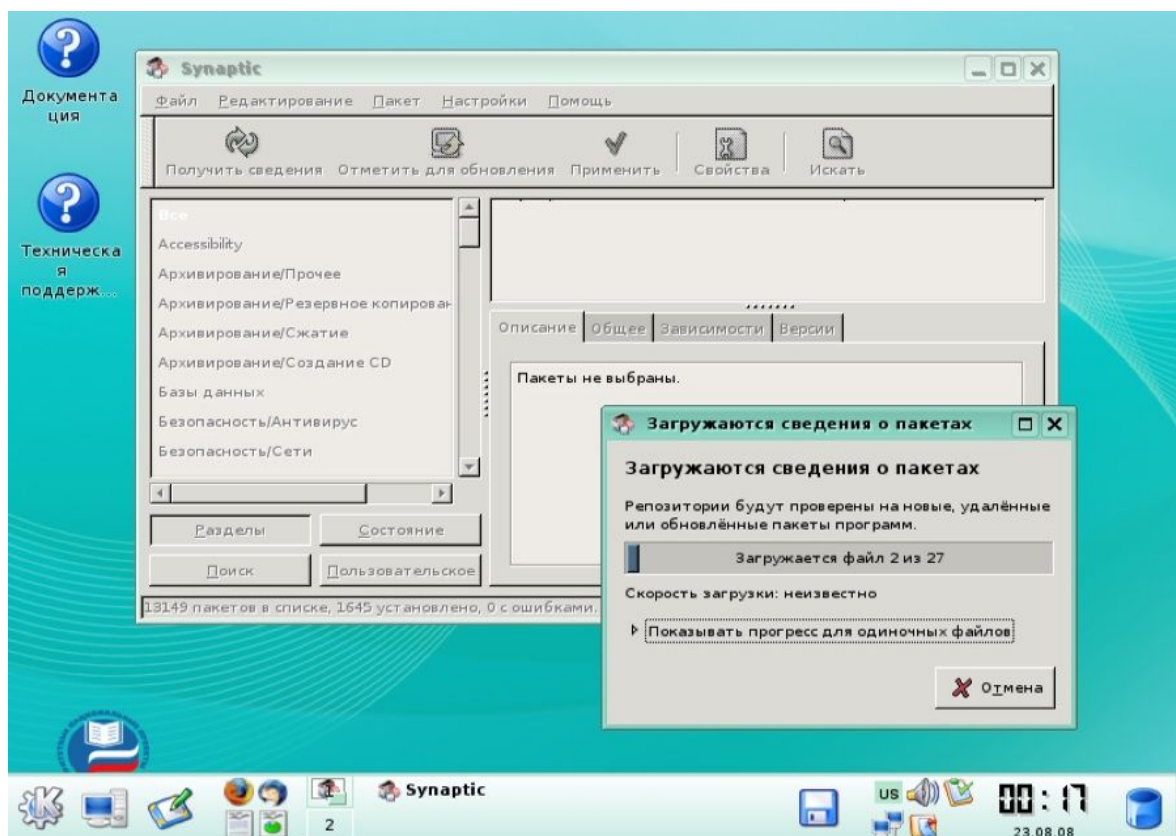 Документа
ция
Техническа
я
поддерж...
Synaptic
Файл Редактирование Пакет Настройки Помощь
Получить сведения Отметить для обновления Применить Свойства Искать
Все
Accessibility
Архивирование/Прочее
Архивирование/Резервное копирован
Архивирование/Сжатие
Архивирование/Создание CD
Базы данных
Безопасность/Антивирус
Безопасность/Сети
Разделы Состояние
Поиск Пользовательское
Описание Общее Зависимости Версии
Пакеты не выбраны.
13149 пакетов в списке, 1645 установлено, 0 с ошибками.
Загружаются сведения о пакетах
Загружаются сведения о пакетах
Репозитории будут проверены на новые, удалённые
или обновлённые пакеты программ.
Загружается файл 2 из 27
Скорость загрузки: неизвестно
Показывать прогресс для одиночных файлов
Отмена
1
2
Synaptic
US
00:17
23.08.08